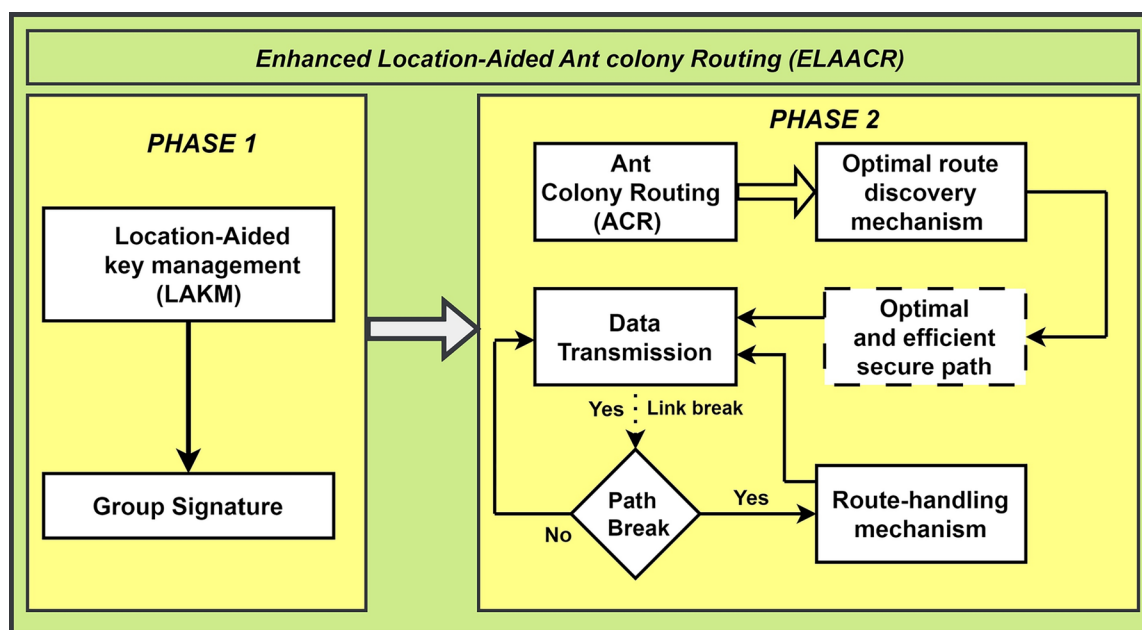 Enhanced Location-Aided Ant colony Routing (ELAACR)
PHASE 1
Location-Aided
key management
(LAKM)
Group Signature
PHASE 2
Ant
Colony Routing
(ACR)
Optimal route
discovery
mechanism
Data
Transmission
Optimal
and efficient
secure path
Yes
Link break
Path
Break
No
Yes
Route-handling
mechanism